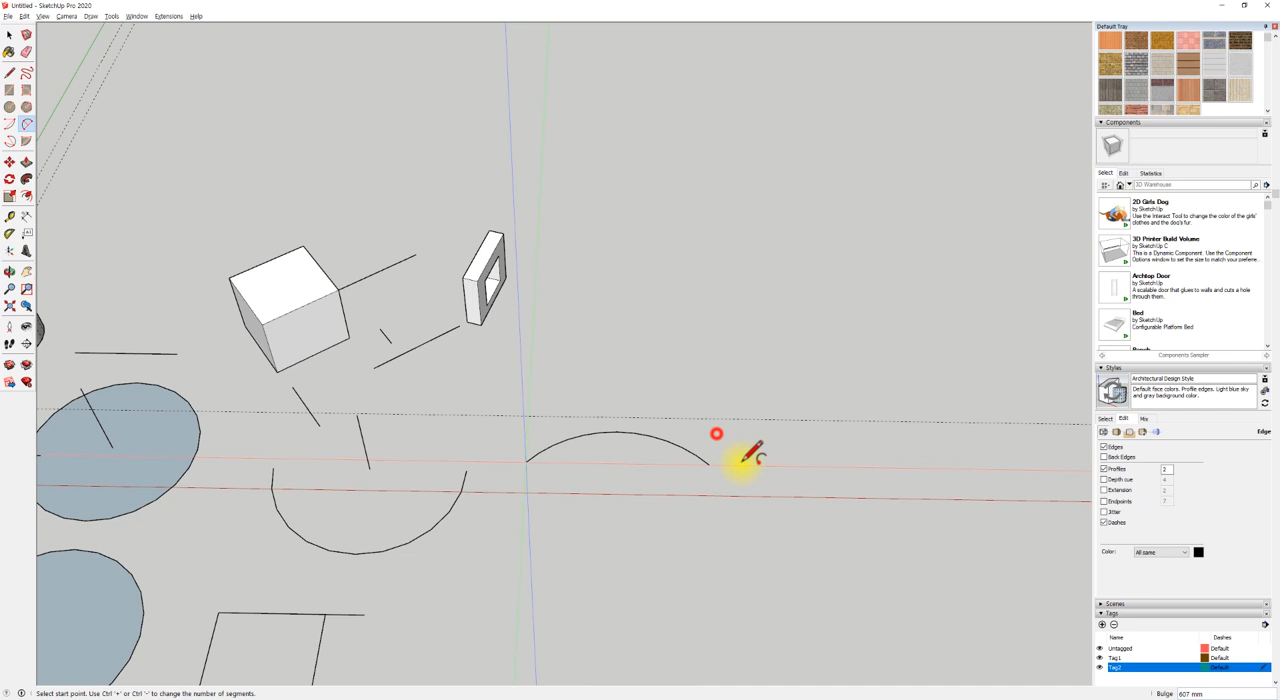 Untitled - SketchUp Pro 2020
File Edit View Camera Draw Tools Window Extensions Help
Default Tray
Components
Select Edit Statistics
3D Warehouse
2D Girls Dog
by SketchUp
Use the Interact Tool to change the color of the girls'
clothes and the dog's fur.
3D Printer Build Volume
by SketchUp C
This is a Dynamic Component. Use the Component
Options window to set the size to match your preferre...
Archtop Door
by SketchUp
A scalable door that glues to walls and cuts a hole
through them.
Bed
by SketchUp
Configurable Platform Bed
Components Sampler
Styles
Architectural Design Style
Default face colors. Profile edges. Light blue sky
and gray background color.
Select Edit Mix
Edge
Edges
Back Edges
Profiles 2
Depth cue 4
Extension 2
Endpoints 7
Jitter
Dashes
Color: All same
Scenes
Tags
Name Dashes
Untagged Default
Tag1 Default
Tag2 Default
Select start point. Use Ctrl '+' or Ctrl '-' to change the number of segments.
Bulge 607 mm